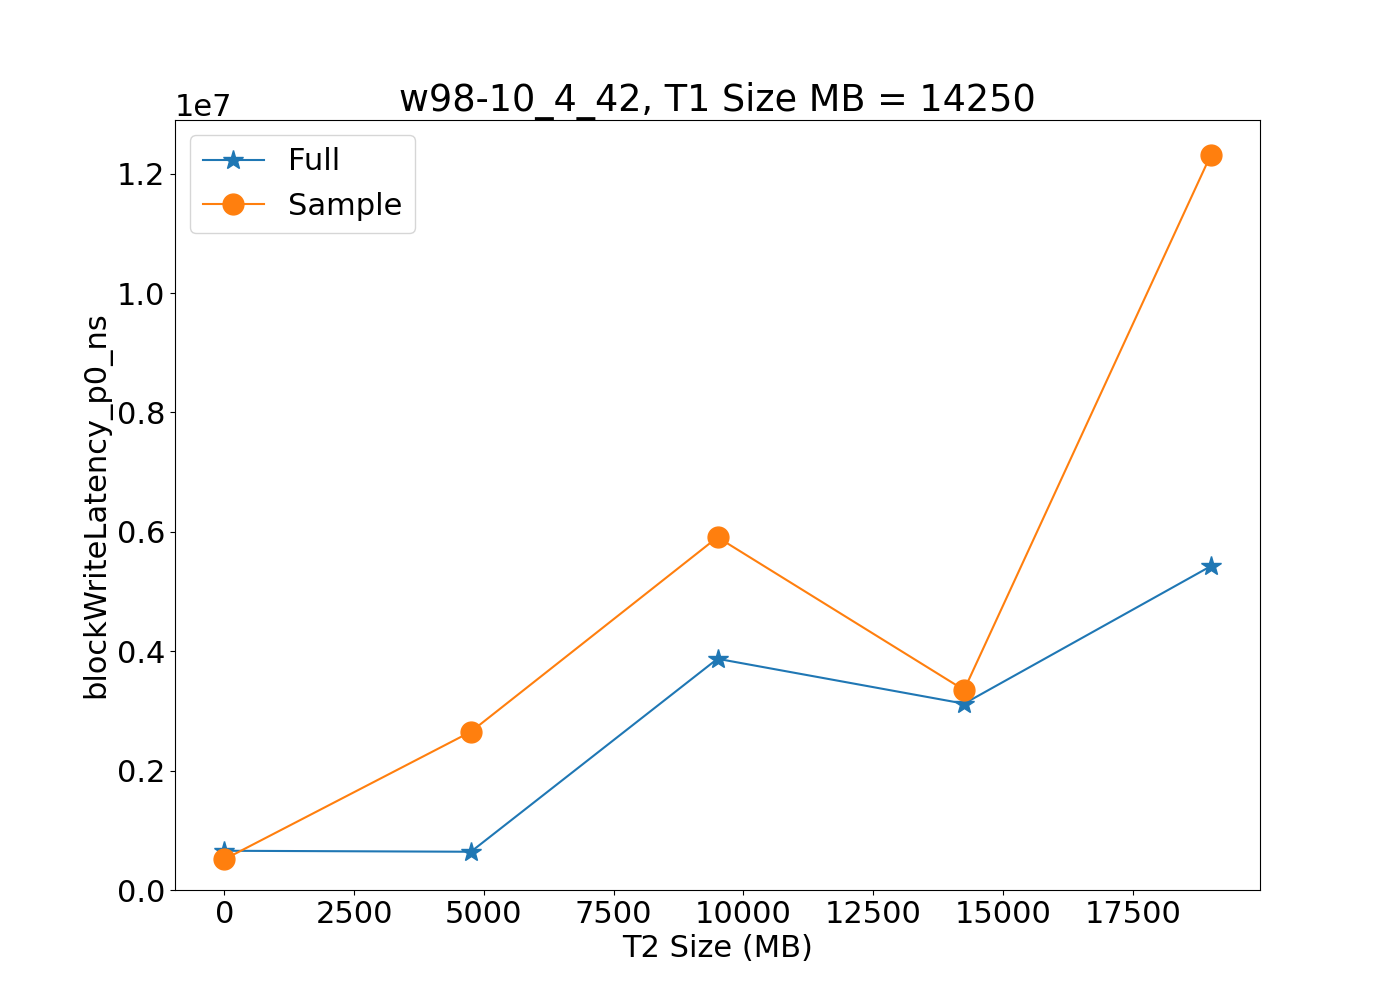 w98-10_4_42, T1 Size MB = 14250
1e7
Full
Sample
1.2
1.0
0.8
0.6
0.4
0.2
0.0
blockWriteLatency_p0_ns
0 2500 5000 7500 10000 12500 15000 17500
T2 Size (MB)